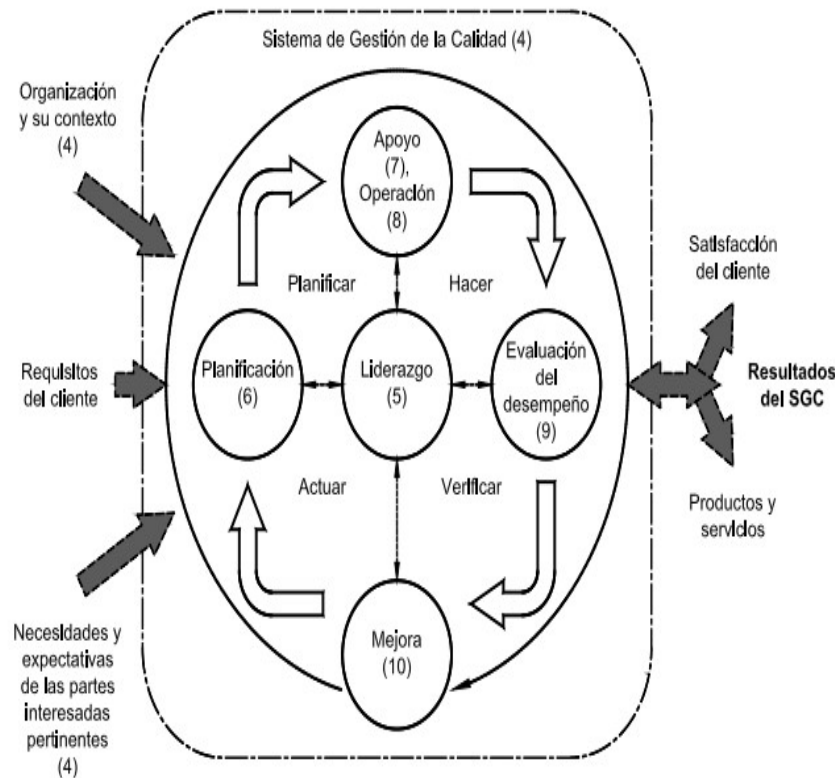 Sistema de Gestión de la Calidad (4)
Organización
y su contexto
(4)
Apoyo
(7),
Operación
(8)
Satisfacción
del cliente
Planificar
Hacer
Requisitos
del cliente
Planificación
(6)
Liderazgo
(5)
Evaluación
del
desempeño
(9)
Resultados
del SGC
Actuar
Verificar
Productos y
servicios
Necesidades y
expectativas
de las partes
interesadas
pertinentes
(4)
Mejora
(10)